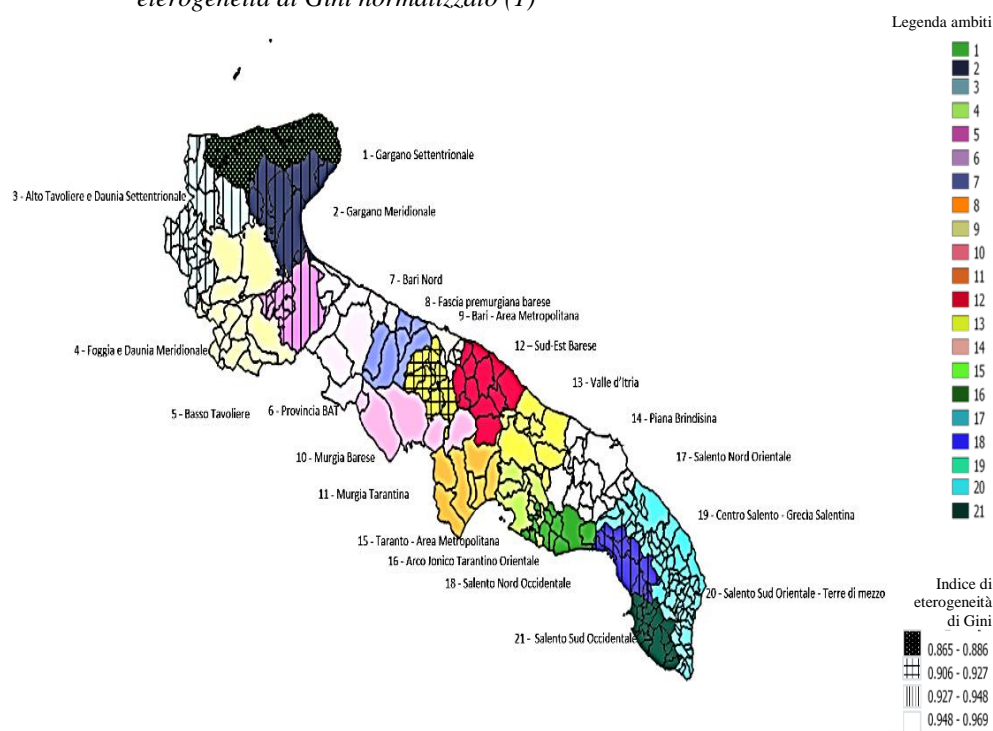 eterogeneità di Gini normalizzato (1)
Legenda ambiti
1
2
3
4
5
6
7
8
9
10
11
12
13
14
15
16
17
18
19
20
21
1 - Gargano Settentrionale
3 - Alto Tavoliere e Daunia Settentrionale
2 - Gargano Meridionale
7 - Bari Nord
8 - Fascia premurgiana barese
9 - Bari - Area Metropolitana
12 – Sud-Est Barese
4 - Foggia e Daunia Meridionale
13 - Valle d'Itria
5 - Basso Tavoliere
6 - Provincia BAT
14 - Piana Brindisina
10 - Murgia Barese
17 - Salento Nord Orientale
11 - Murgia Tarantina
19 - Centro Salento - Grecia Salentina
15 - Taranto - Area Metropolitana
16 - Arco Jonico Tarantino Orientale
18 - Salento Nord Occidentale
20 - Salento Sud Orientale - Terre di mezzo
21 - Salento Sud Occidentale
Indice di
eterogeneità
di Gini
0.865 - 0.886
0.906 - 0.927
0.927 - 0.948
0.948 - 0.969